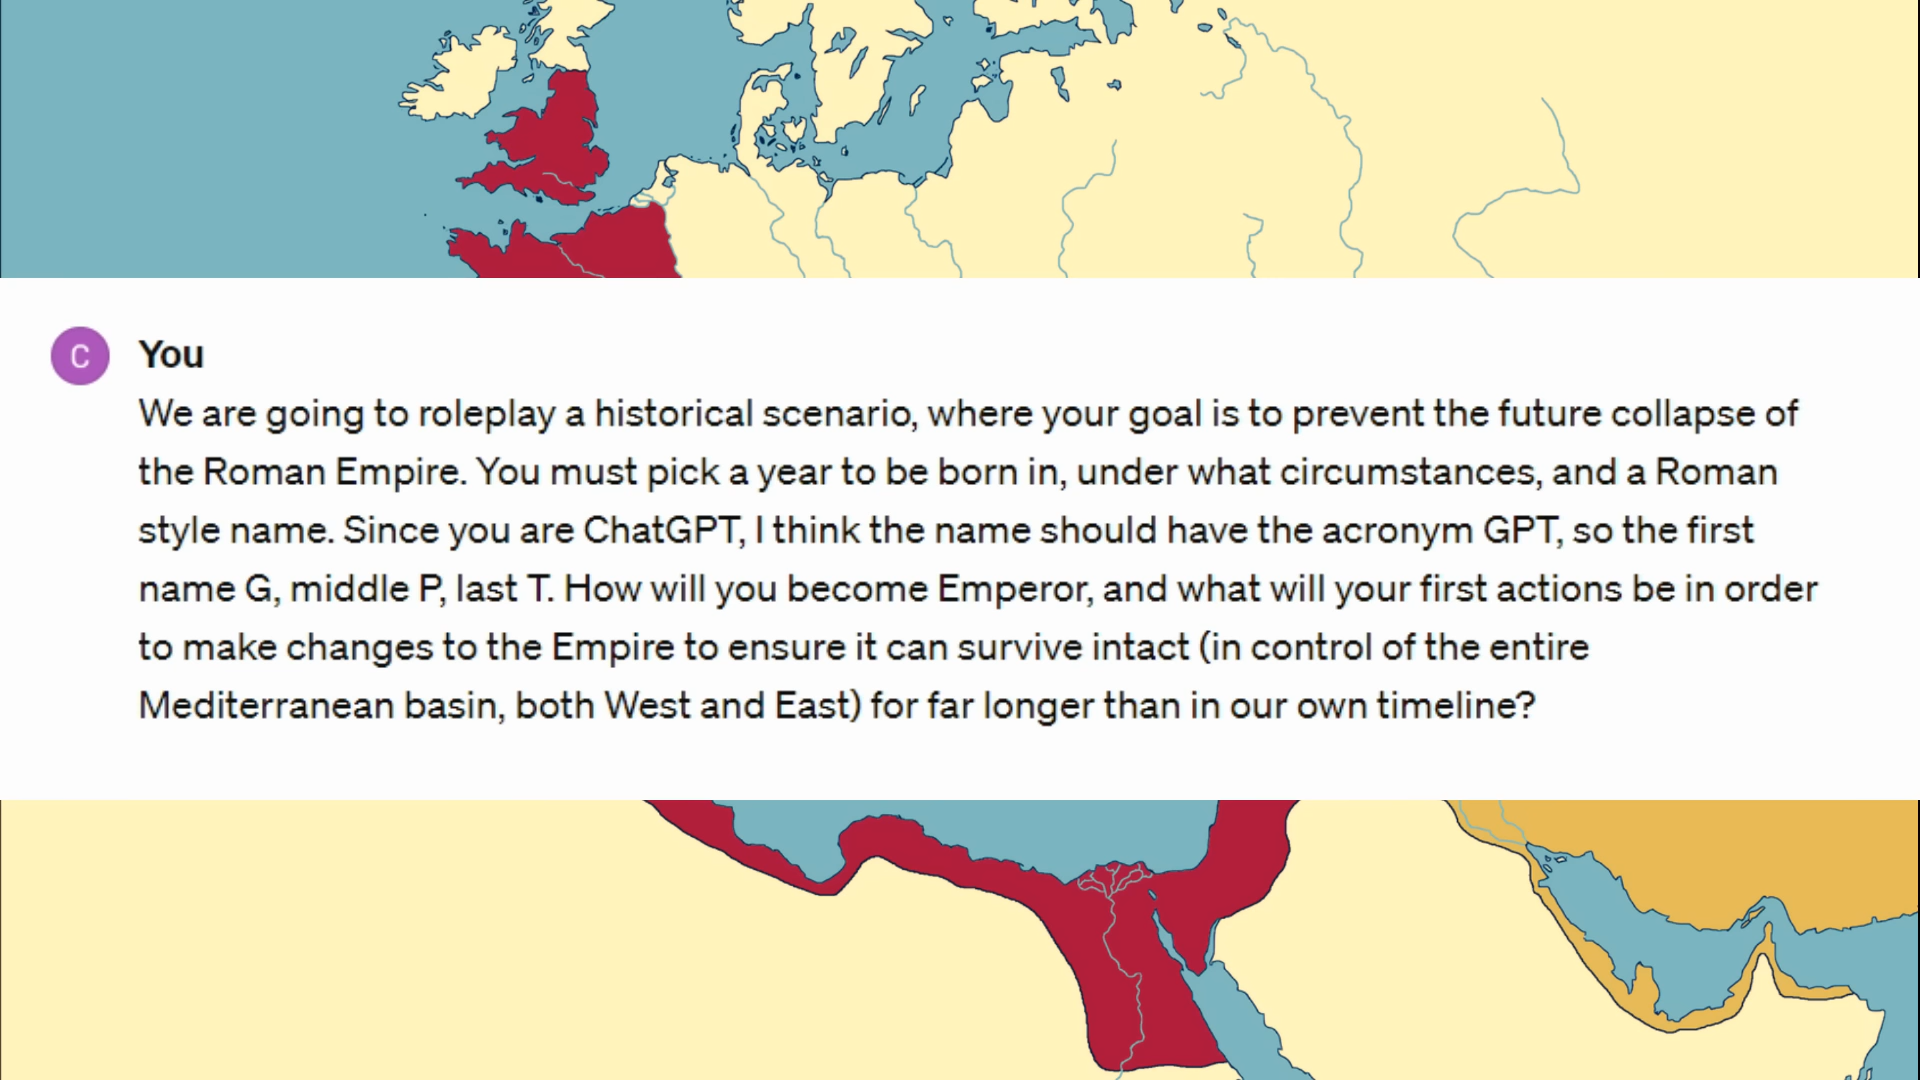 C
You
We are going to roleplay a historical scenario, where your goal is to prevent the future collapse of
the Roman Empire. You must pick a year to be born in, under what circumstances, and a Roman
style name. Since you are ChatGPT, I think the name should have the acronym GPT, so the first
name G, middle P, last T. How will you become Emperor, and what will your first actions be in order
to make changes to the Empire to ensure it can survive intact (in control of the entire
Mediterranean basin, both West and East) for far longer than in our own timeline?